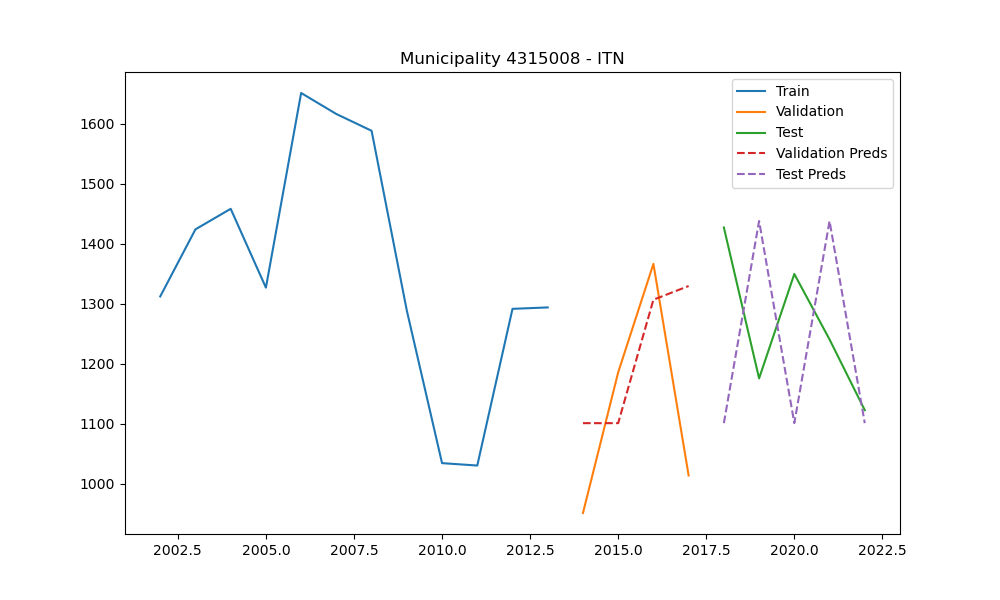 Municipality 4315008 - ITN
Train
Validation
Test
Validation Preds
Test Preds
1600
1500
1400
1300
1200
1100
1000
2002.5 2005.0 2007.5 2010.0 2012.5 2015.0 2017.5 2020.0 2022.5